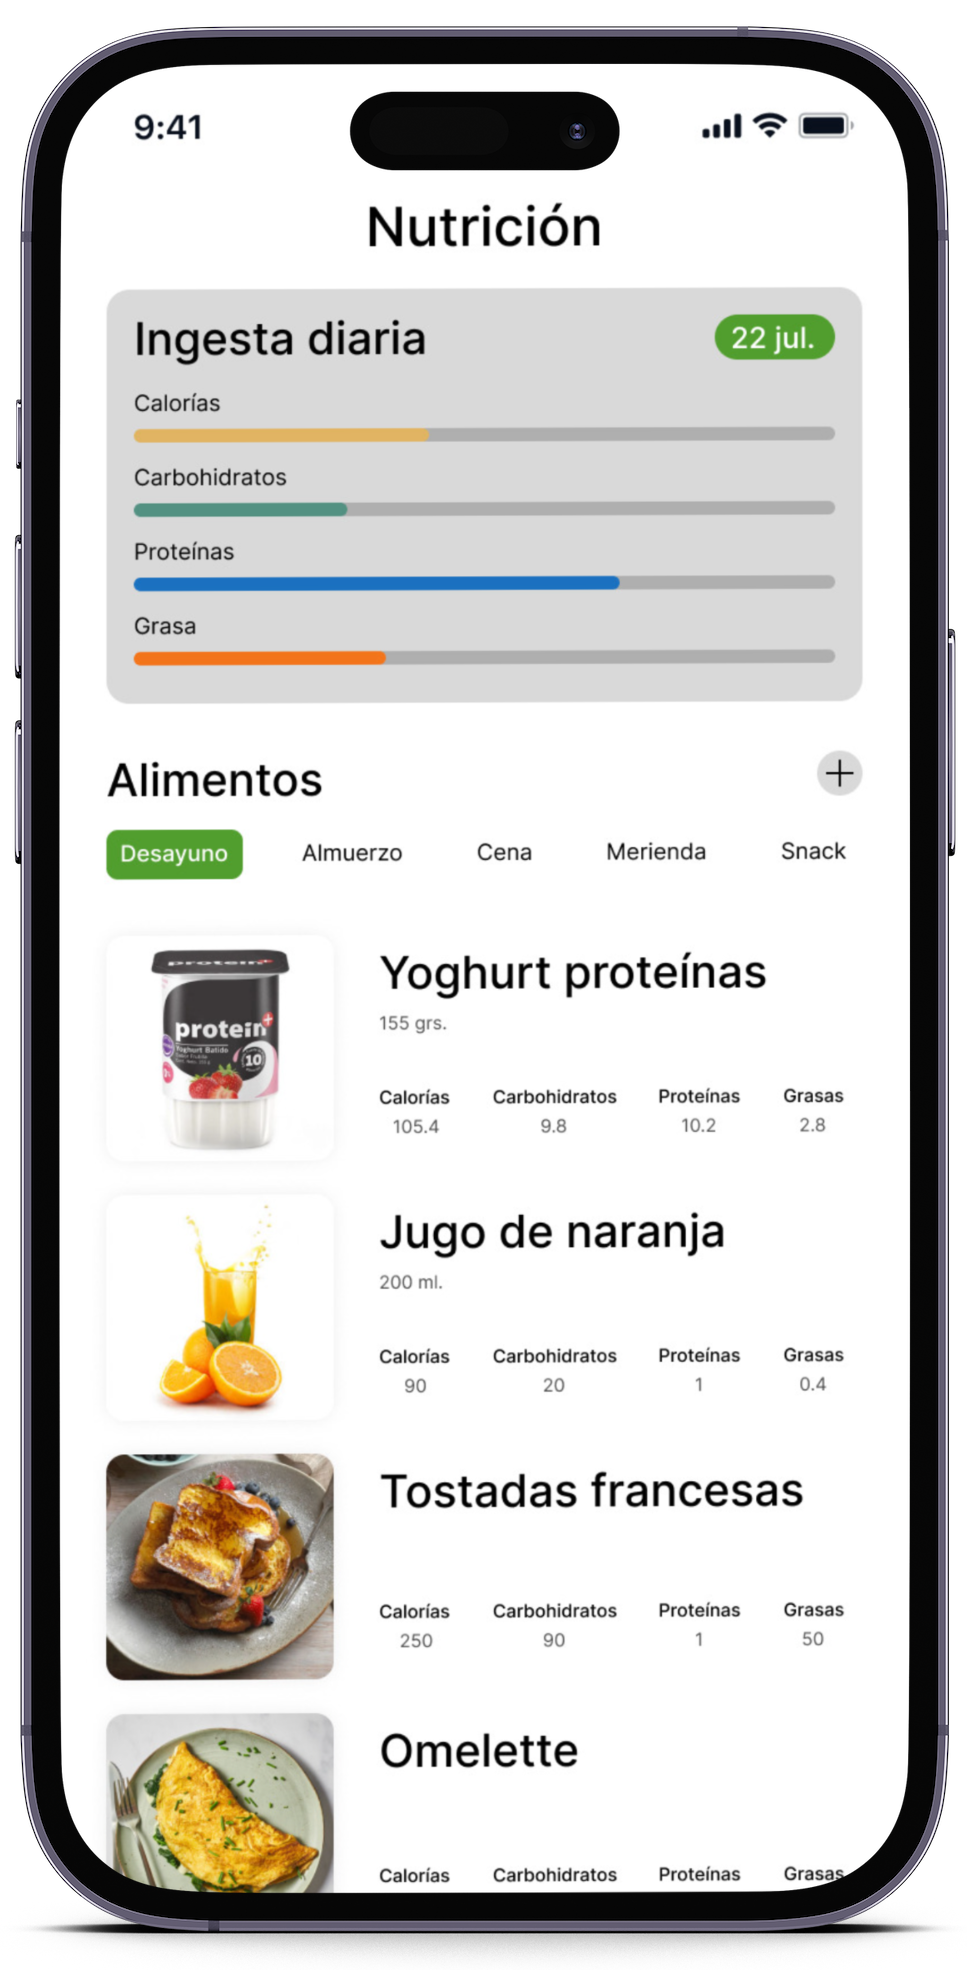 9:41
Nutrición
Ingesta diaria
22 jul.
Calorías
Carbohidratos
Proteínas
Grasa
Alimentos
Desayuno Almuerzo Cena Merienda Snack
protein+
protein+
Yoghurt Batido
10
Yoghurt proteínas
155 grs.
Calorías Carbohidratos Proteínas Grasas
105.4 9.8 10.2 2.8
Jugo de naranja
200 ml.
Calorías Carbohidratos Proteínas Grasas
90 20 1 0.4
Tostadas francesas
Calorías Carbohidratos Proteínas Grasas
250 90 1 50
Omelette
Calorías Carbohidratos Proteínas Grasas